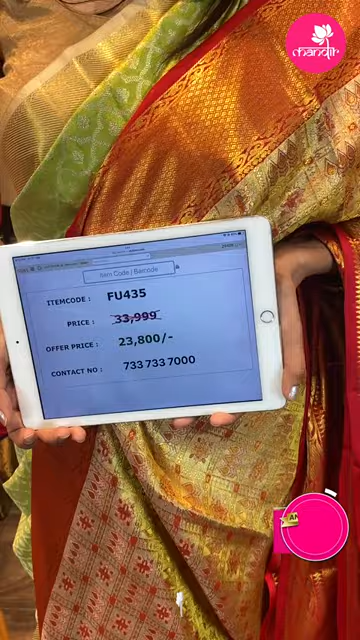 mandir
Item Code / Barcode
ITEMCODE : FU435
PRICE : 33,999
OFFER PRICE : 23,800/-
CONTACT NO : 733 733 7000